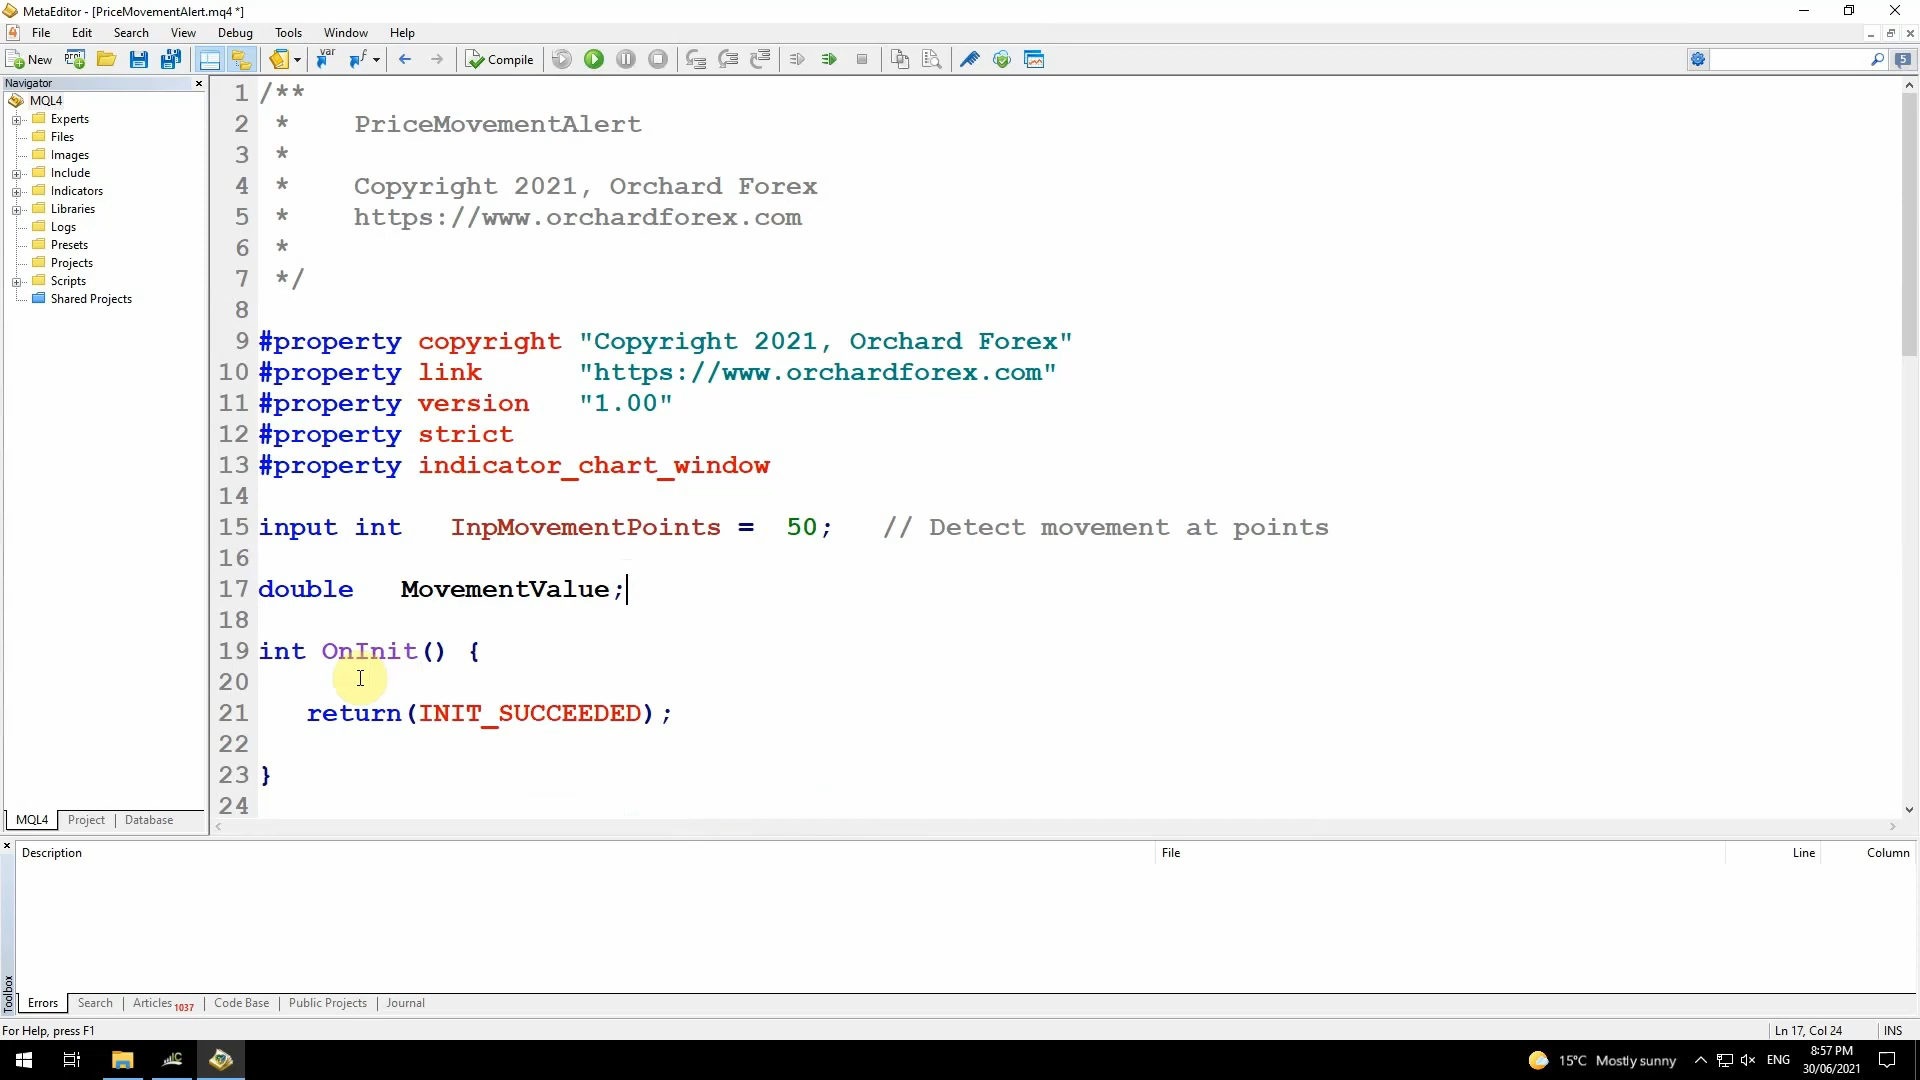 MetaEditor - [PriceMovementAlert.mq4 *]
File Edit Search View Debug Tools Window Help
New Compile 5
Navigator
MQL4
Experts
Files
Images
Include
Indicators
Libraries
Logs
Presets
Projects
Scripts
Shared Projects
MQL4 Project Database
1 /**
2 * PriceMovementAlert
3 *
4 * Copyright 2021, Orchard Forex
5 * https://www.orchardforex.com
6 *
7 */
8
9 #property copyright "Copyright 2021, Orchard Forex"
10 #property link "https://www.orchardforex.com"
11 #property version "1.00"
12 #property strict
13 #property indicator_chart_window
14
15 input int InpMovementPoints = 50; // Detect movement at points
16
17 double MovementValue;
18
19 int OnInit() {
20
21 return(INIT_SUCCEEDED);
22
23 }
24
Description File Line Column
Toolbox
Errors Search Articles 1037 Code Base Public Projects Journal
For Help, press F1 Ln 17, Col 24 INS
15°C Mostly sunny ENG 8:57 PM
30/06/2021